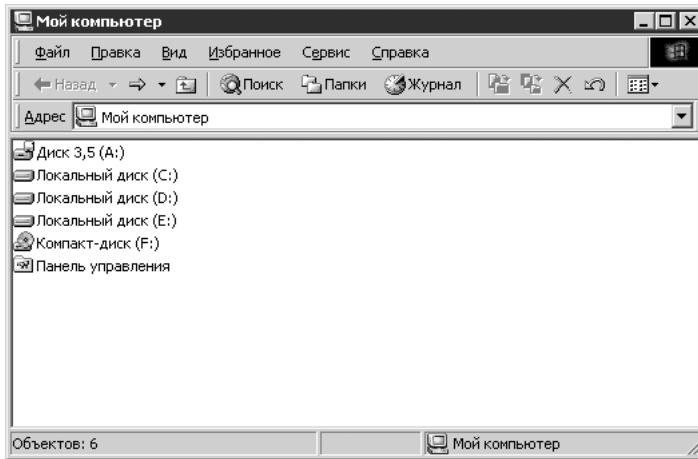 Мой компьютер
Файл Правка Вид Избранное Сервис Справка
Назад Поиск Папки Журнал
Адрес Мой компьютер
Диск 3,5 (A:)
Локальный диск (C:)
Локальный диск (D:)
Локальный диск (E:)
Компакт-диск (F:)
Панель управления
Объектов: 6 Мой компьютер